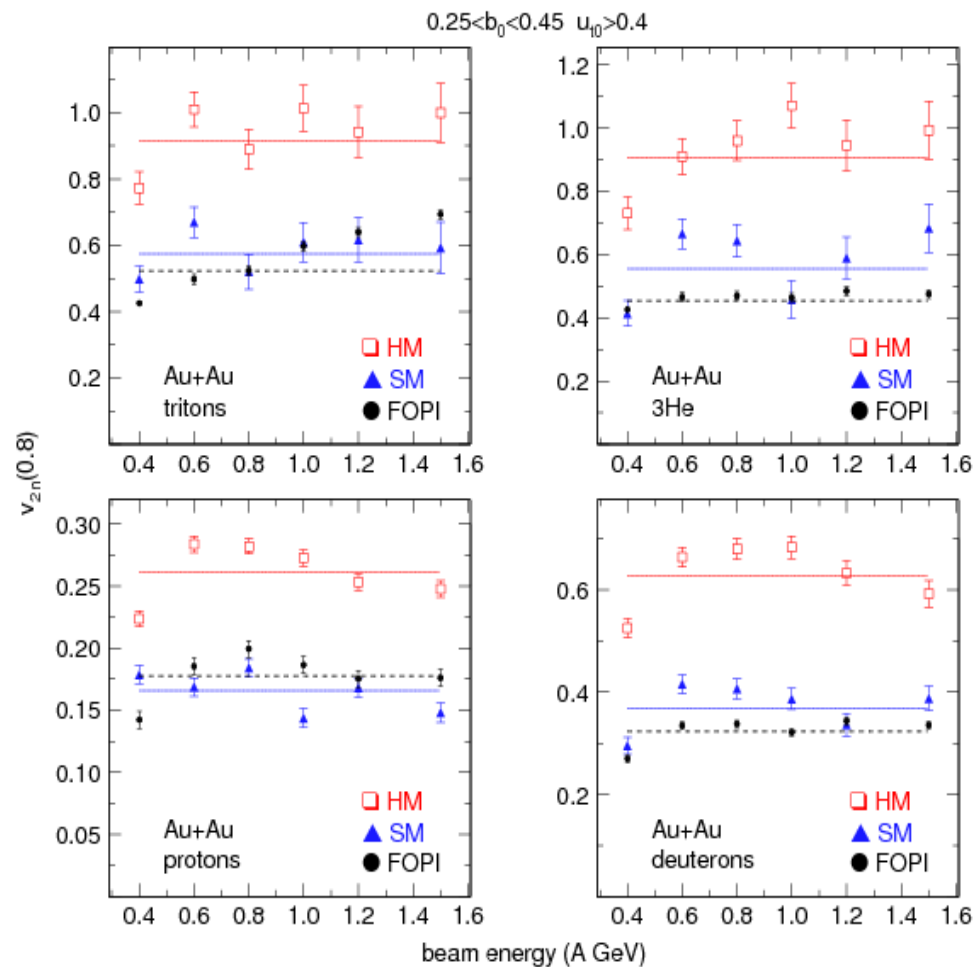 0.25<b₀<0.45 uₜ₀>0.4
v₂ₙ(0.8)
1.0
0.8
0.6
0.4
0.2
HM
SM
FOPI
Au+Au
tritons
0.4 0.6 0.8 1.0 1.2 1.4 1.6
1.2
1.0
0.8
0.6
0.4
0.2
HM
SM
FOPI
Au+Au
3He
0.4 0.6 0.8 1.0 1.2 1.4 1.6
0.30
0.25
0.20
0.15
0.10
0.05
HM
SM
FOPI
Au+Au
protons
0.4 0.6 0.8 1.0 1.2 1.4 1.6
0.6
0.4
0.2
HM
SM
FOPI
Au+Au
deuterons
0.4 0.6 0.8 1.0 1.2 1.4 1.6
beam energy (A GeV)